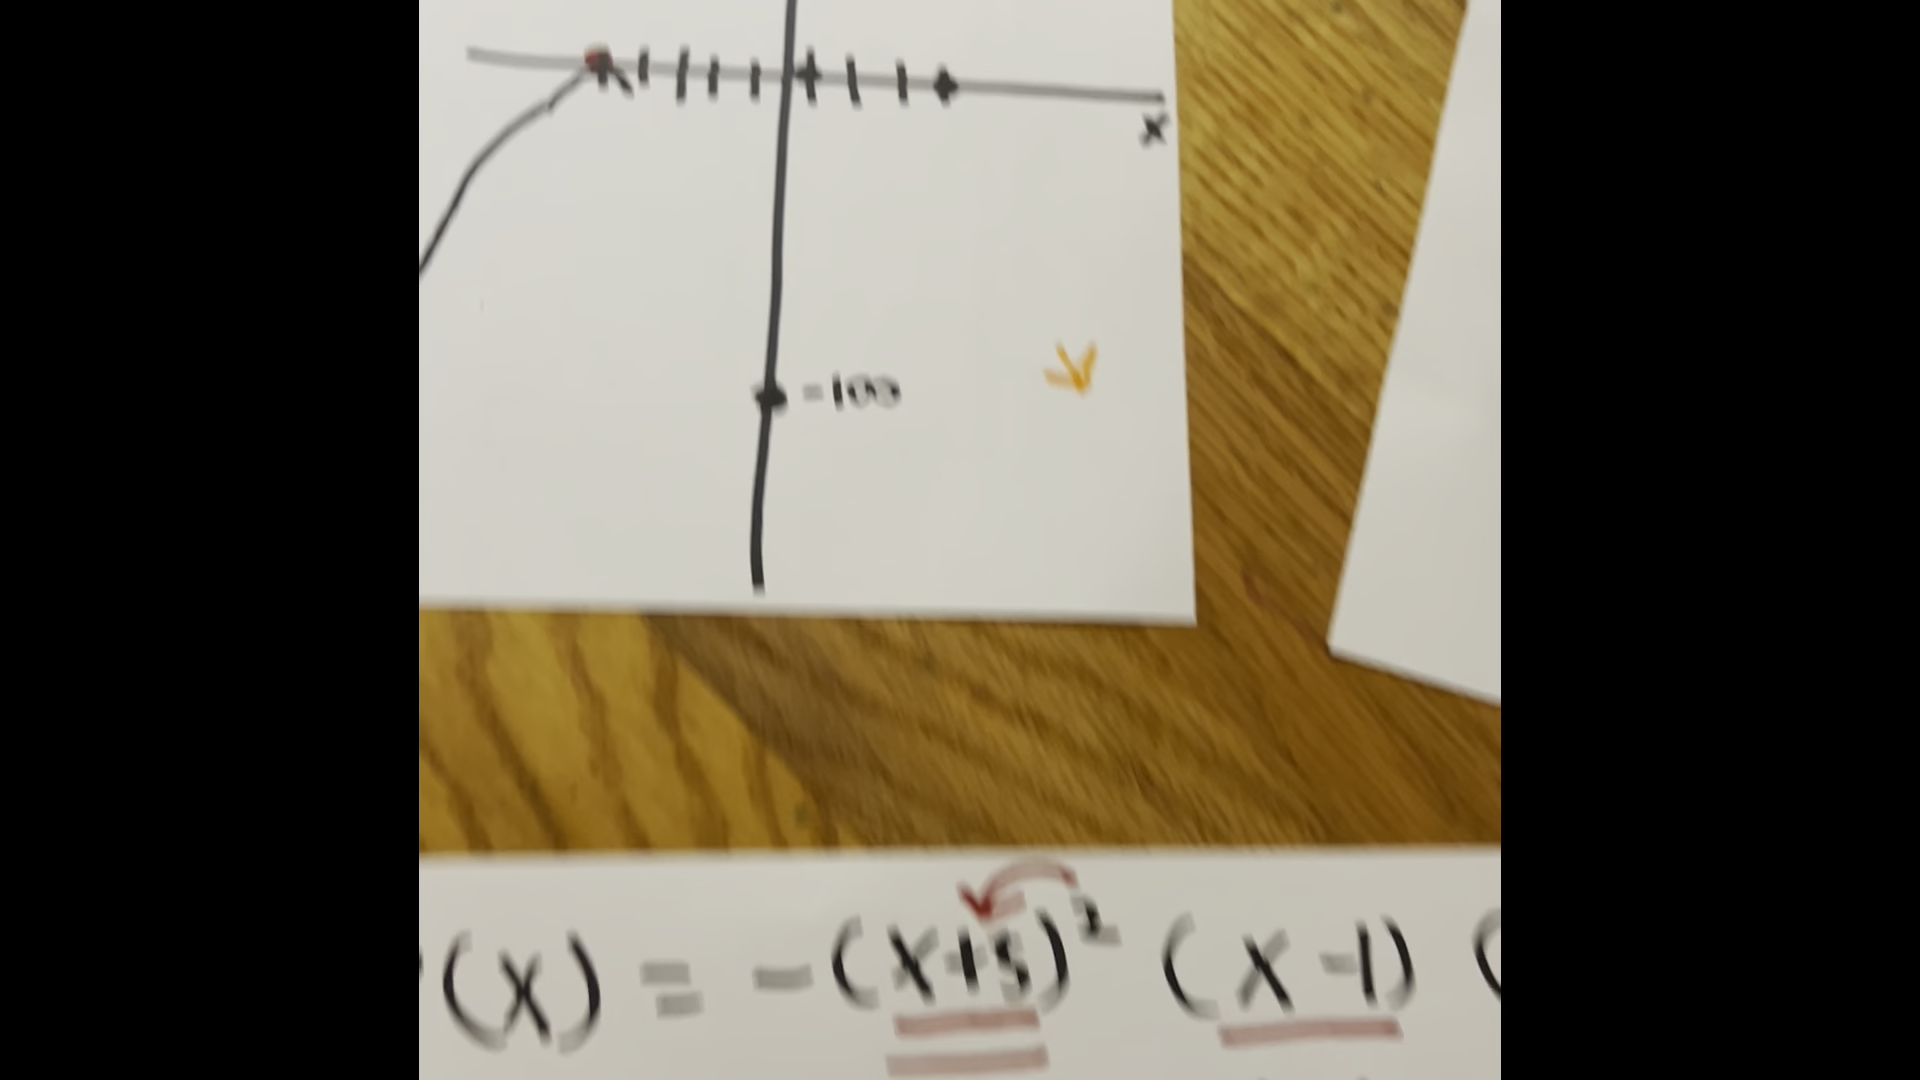 x
-100
(x) = -(x+5)² (x-1) (